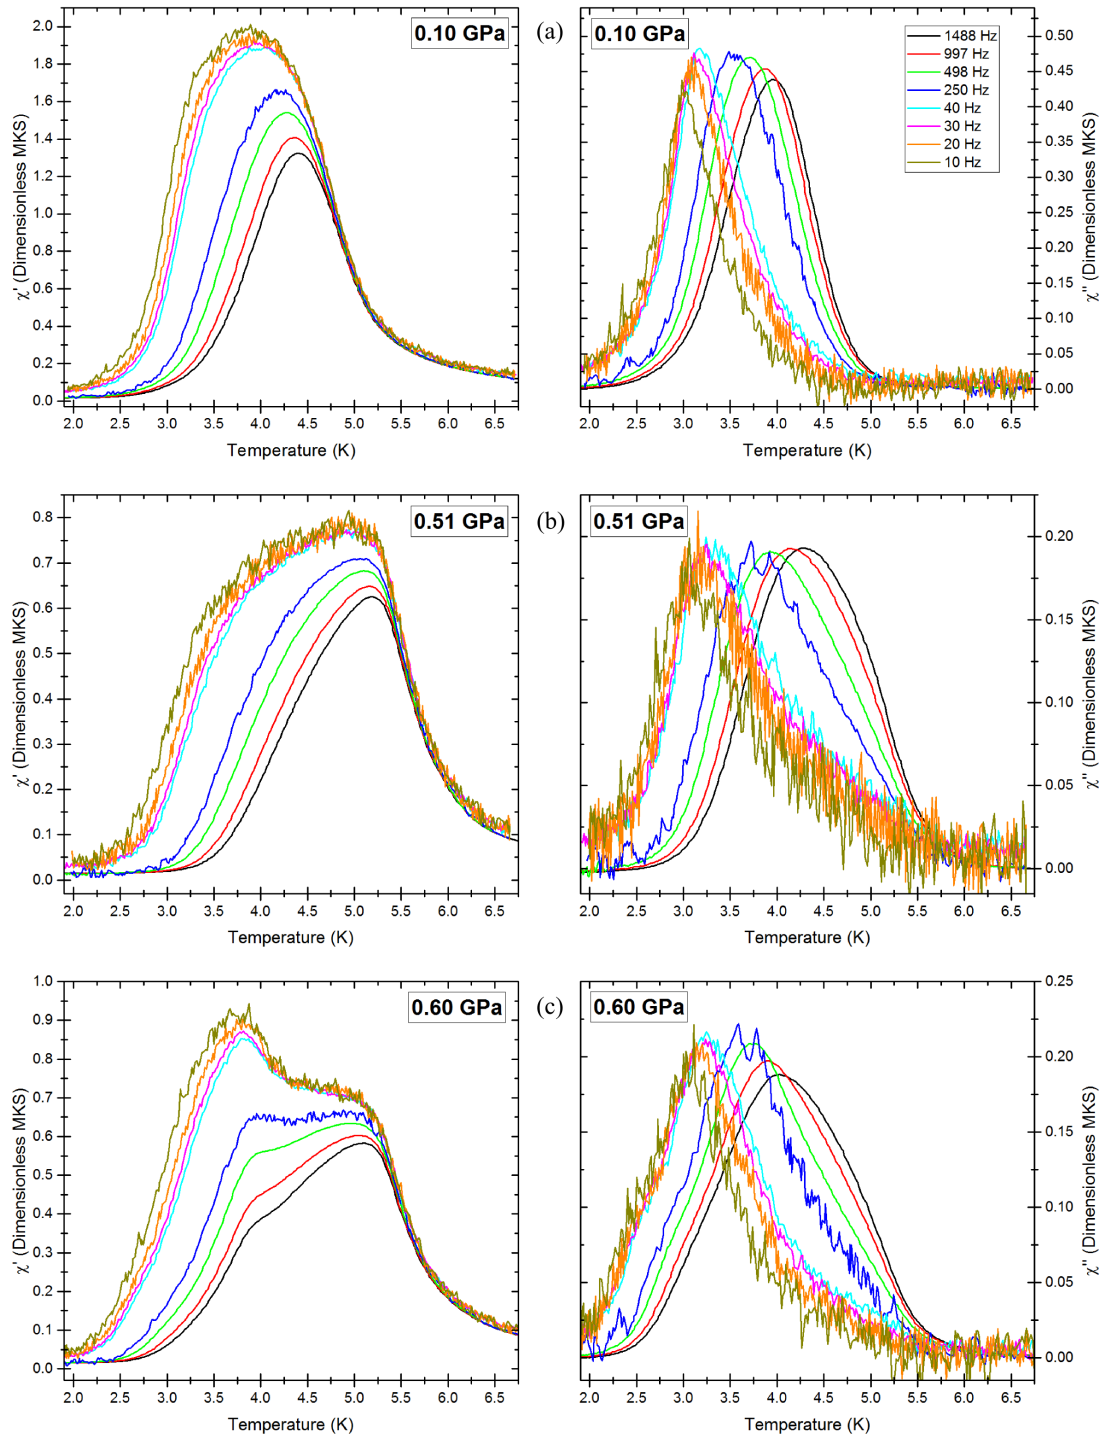 0.10 GPa
(a)
0.10 GPa
1488 Hz
997 Hz
498 Hz
250 Hz
40 Hz
30 Hz
20 Hz
10 Hz
2.0
1.8
1.6
1.4
1.2
1.0
0.8
0.6
0.4
0.2
0.0
χ' (Dimensionless MKS)
2.0 2.5 3.0 3.5 4.0 4.5 5.0 5.5 6.0 6.5
Temperature (K)
0.50
0.45
0.40
0.35
0.30
0.25
0.20
0.15
0.10
0.05
0.00
χ'' (Dimensionless MKS)
2.0 2.5 3.0 3.5 4.0 4.5 5.0 5.5 6.0 6.5
Temperature (K)
0.51 GPa
(b)
0.51 GPa
0.8
0.7
0.6
0.5
0.4
0.3
0.2
0.1
0.0
χ' (Dimensionless MKS)
2.0 2.5 3.0 3.5 4.0 4.5 5.0 5.5 6.0 6.5
Temperature (K)
0.20
0.15
0.10
0.05
0.00
χ'' (Dimensionless MKS)
2.0 2.5 3.0 3.5 4.0 4.5 5.0 5.5 6.0 6.5
Temperature (K)
0.60 GPa
(c)
0.60 GPa
1.0
0.9
0.8
0.7
0.6
0.5
0.4
0.3
0.2
0.1
0.0
χ' (Dimensionless MKS)
2.0 2.5 3.0 3.5 4.0 4.5 5.0 5.5 6.0 6.5
Temperature (K)
0.25
0.20
0.15
0.10
0.05
0.00
χ'' (Dimensionless MKS)
2.0 2.5 3.0 3.5 4.0 4.5 5.0 5.5 6.0 6.5
Temperature (K)